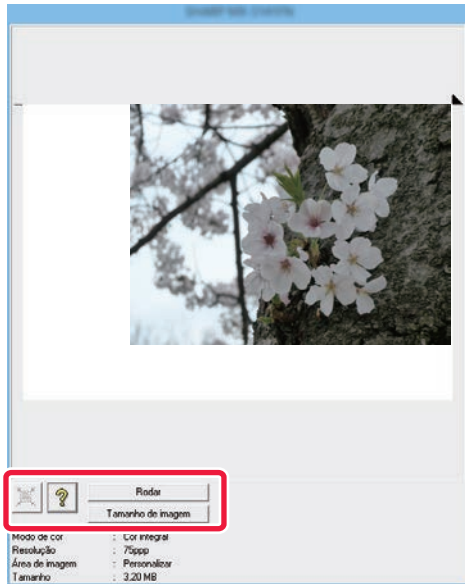 ?
Rodar
Tamanho de imagem
Modo de cor : Cor integral
Resolução : 75ppp
Área de imagem : Personalizar
Tamanho : 3,20 MB